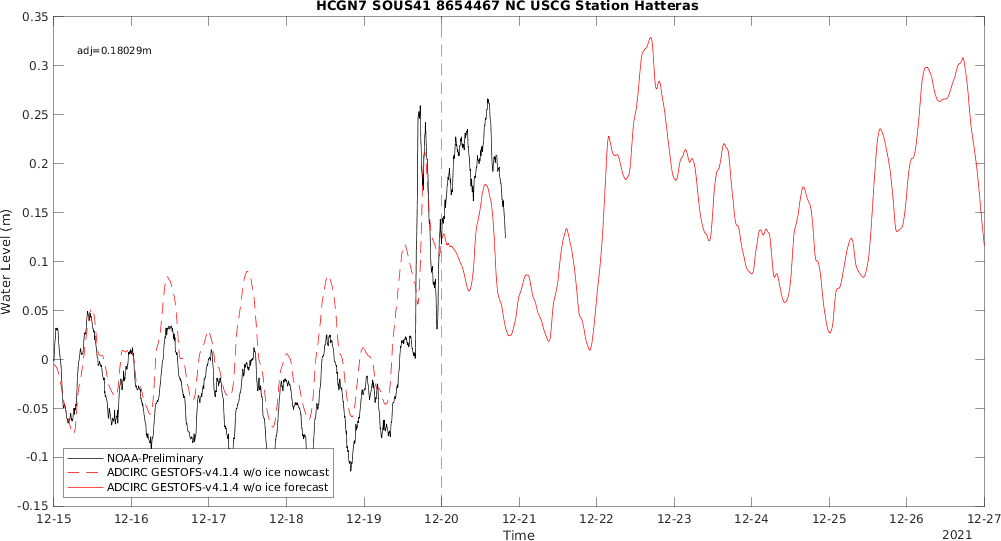 HCGN7 SOUS41 8654467 NC USCG Station Hatteras
adj=0.18029m
0.35
0.3
0.25
0.2
0.15
0.1
0.05
0
-0.05
-0.1
-0.15
Water Level (m)
NOAA-Preliminary
ADCIRC GESTOFS-v4.1.4 w/o ice nowcast
ADCIRC GESTOFS-v4.1.4 w/o ice forecast
12-15 12-16 12-17 12-18 12-19 12-20 12-21 12-22 12-23 12-24 12-25 12-26 12-27
Time
2021